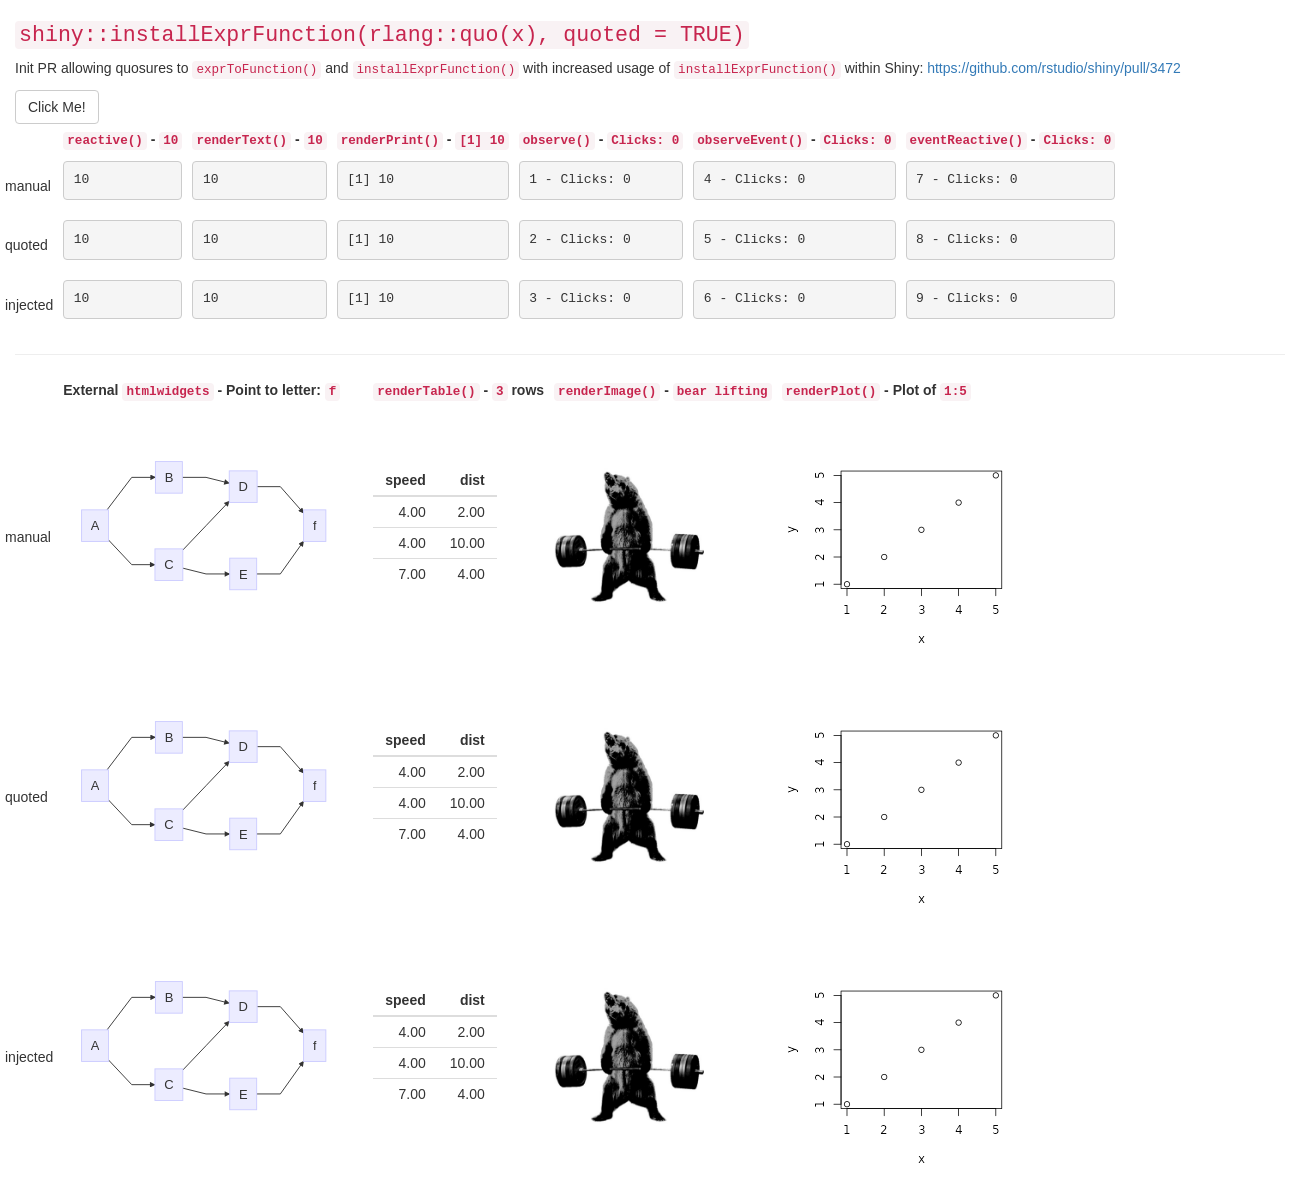 shiny::installExprFunction(rlang::quo(x), quoted = TRUE)
Init PR allowing quosures to exprToFunction() and installExprFunction() with increased usage of installExprFunction() within Shiny: https://github.com/rstudio/shiny/pull/3472
Click Me!
reactive() - 10 renderText() - 10 renderPrint() - [1] 10 observe() - Clicks: 0 observeEvent() - Clicks: 0 eventReactive() - Clicks: 0
manual 10 10 [1] 10 1 - Clicks: 0 4 - Clicks: 0 7 - Clicks: 0
quoted 10 10 [1] 10 2 - Clicks: 0 5 - Clicks: 0 8 - Clicks: 0
injected 10 10 [1] 10 3 - Clicks: 0 6 - Clicks: 0 9 - Clicks: 0
External htmlwidgets - Point to letter: f renderTable() - 3 rows renderImage() - bear lifting renderPlot() - Plot of 1:5
manual
A
B
C
D
E
f
speed dist
4.00 2.00
4.00 10.00
7.00 4.00
y
5
4
3
2
1
1 2 3 4 5
x
quoted
A
B
C
D
E
f
speed dist
4.00 2.00
4.00 10.00
7.00 4.00
y
5
4
3
2
1
1 2 3 4 5
x
injected
A
B
C
D
E
f
speed dist
4.00 2.00
4.00 10.00
7.00 4.00
y
5
4
3
2
1
1 2 3 4 5
x